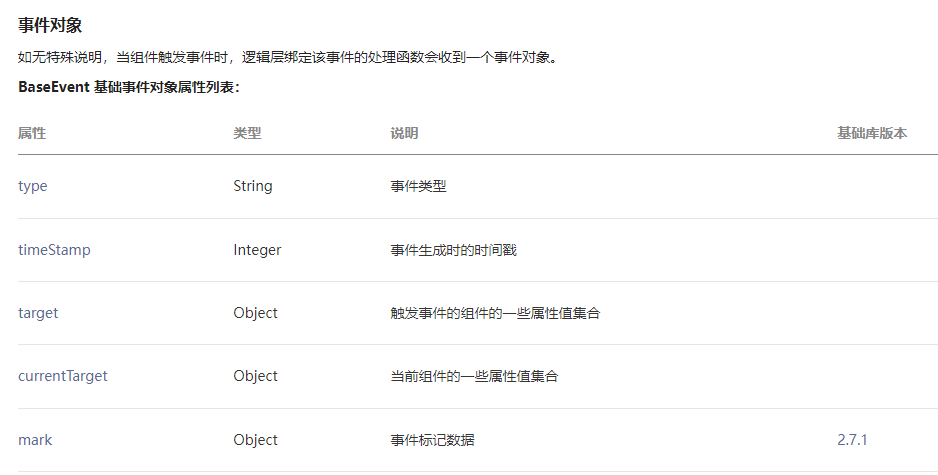 事件对象
如无特殊说明，当组件触发事件时，逻辑层绑定该事件的处理函数会收到一个事件对象。
BaseEvent 基础事件对象属性列表：
属性 类型 说明 基础库版本
type String 事件类型
timeStamp Integer 事件生成时的时间戳
target Object 触发事件的组件的一些属性值集合
currentTarget Object 当前组件的一些属性值集合
mark Object 事件标记数据 2.7.1